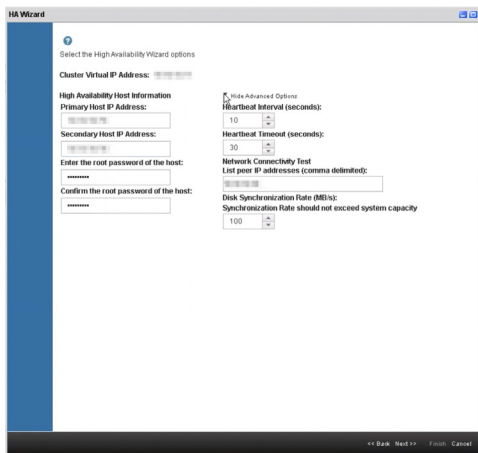 HA Wizard
Select the High Availability Wizard options
Cluster Virtual IP Address:
High Availability Host Information
Primary Host IP Address:
Secondary Host IP Address:
Enter the root password of the host:
•••••••••
Confirm the root password of the host:
•••••••••
Hide Advanced Options
Heartbeat Interval (seconds):
10
Heartbeat Timeout (seconds):
30
Network Connectivity Test
List peer IP addresses (comma delimited):
Disk Synchronization Rate (MB/s):
Synchronization Rate should not exceed system capacity
100
<< Back Next >> Finish Cancel